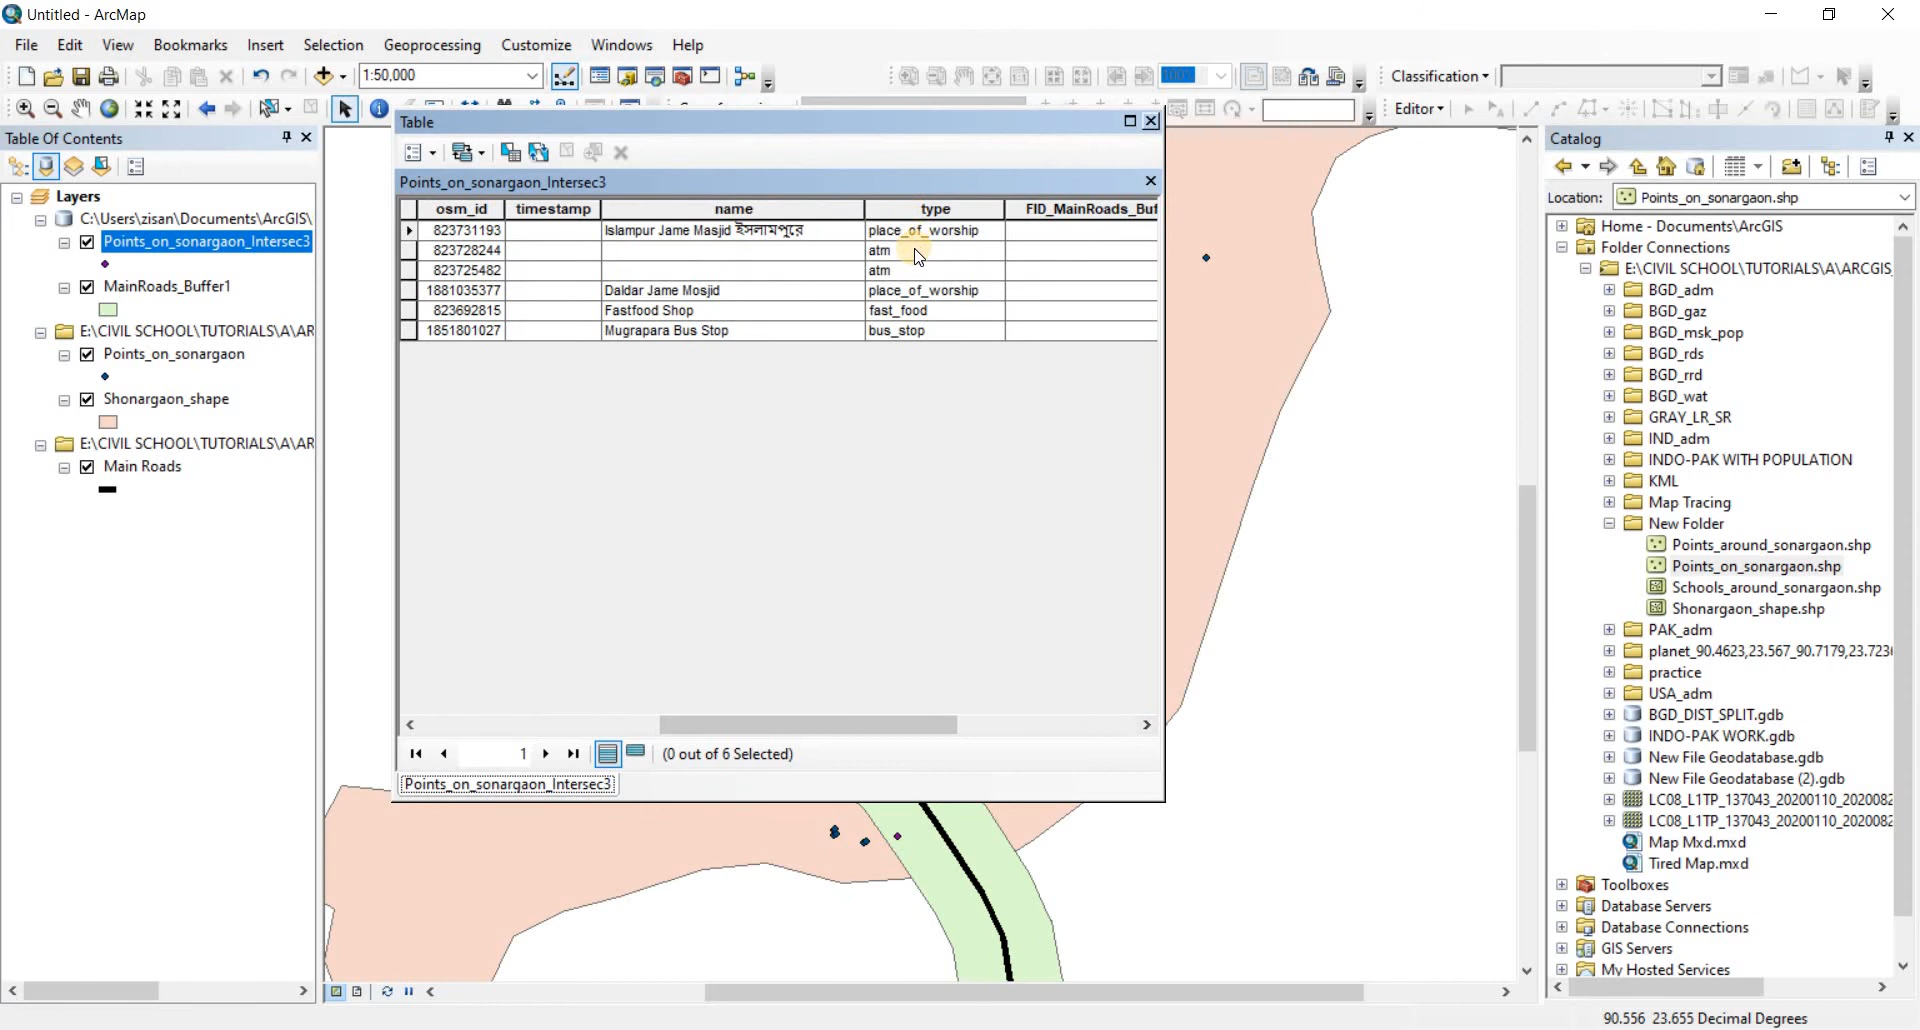 Untitled - ArcMap
File Edit View Bookmarks Insert Selection Geoprocessing Customize Windows Help
1:50,000
100%
Classification
Editor
Table Of Contents
Layers
C:\Users\zisan\Documents\ArcGIS\
Points_on_sonargaon_Intersec3
MainRoads_Buffer1
E:\CIVIL SCHOOL\TUTORIALS\A\AR
Points_on_sonargaon
Shonargaon_shape
E:\CIVIL SCHOOL\TUTORIALS\A\AR
Main Roads
Table
Points_on_sonargaon_Intersec3
osm_id timestamp name type FID_MainRoads_Buf
823731193 Islampur Jame Masjid ইসলামপুরে place_of_worship
823728244 atm
823725482 atm
1881035377 Daldar Jame Mosjid place_of_worship
823692815 Fastfood Shop fast_food
1851801027 Mugrapara Bus Stop bus_stop
1 (0 out of 6 Selected)
Points_on_sonargaon_Intersec3
Catalog
Location: Points_on_sonargaon.shp
Home - Documents\ArcGIS
Folder Connections
E:\CIVIL SCHOOL\TUTORIALS\A\ARCGIS
BGD_adm
BGD_gaz
BGD_msk_pop
BGD_rds
BGD_rrd
BGD_wat
GRAY_LR_SR
IND_adm
INDO-PAK WITH POPULATION
KML
Map Tracing
New Folder
Points_around_sonargaon.shp
Points_on_sonargaon.shp
Schools_around_sonargaon.shp
Shonargaon_shape.shp
PAK_adm
planet_90.4623,23.567_90.7179,23.723
practice
USA_adm
BGD_DIST_SPLIT.gdb
INDO-PAK WORK.gdb
New File Geodatabase.gdb
New File Geodatabase (2).gdb
LC08_L1TP_137043_20200110_202082
LC08_L1TP_137043_20200110_202082
Map Mxd.mxd
Tired Map.mxd
Toolboxes
Database Servers
Database Connections
GIS Servers
My Hosted Services
90.556 23.655 Decimal Degrees